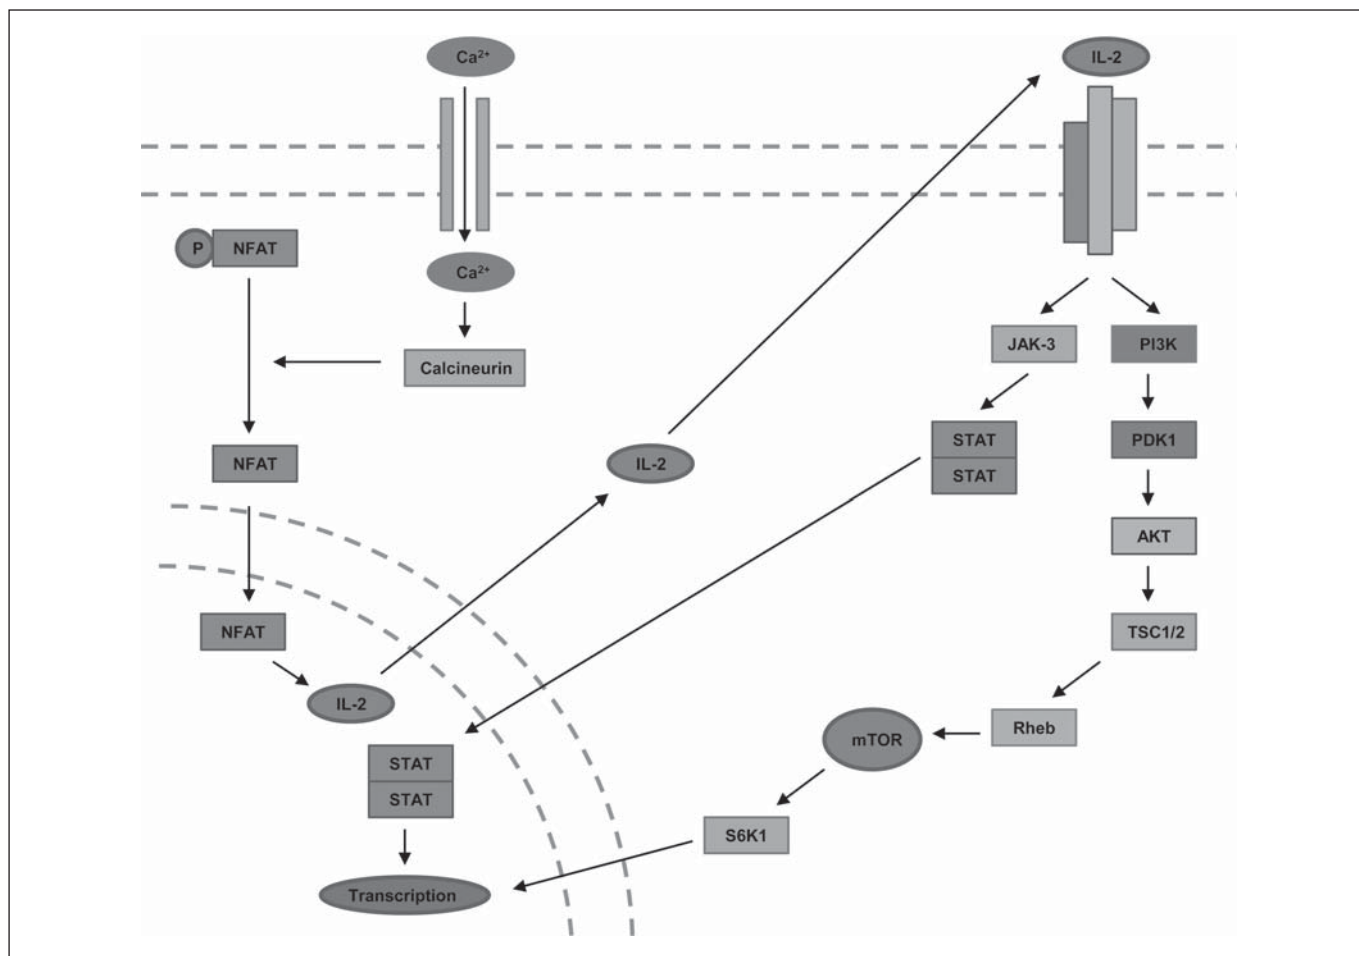 Ca²⁺
IL-2
P
NFAT
Ca²⁺
JAK-3
PI3K
Calcineurin
NFAT
IL-2
STAT
STAT
PDK1
AKT
NFAT
TSC1/2
IL-2
STAT
STAT
mTOR
Rheb
S6K1
Transcription